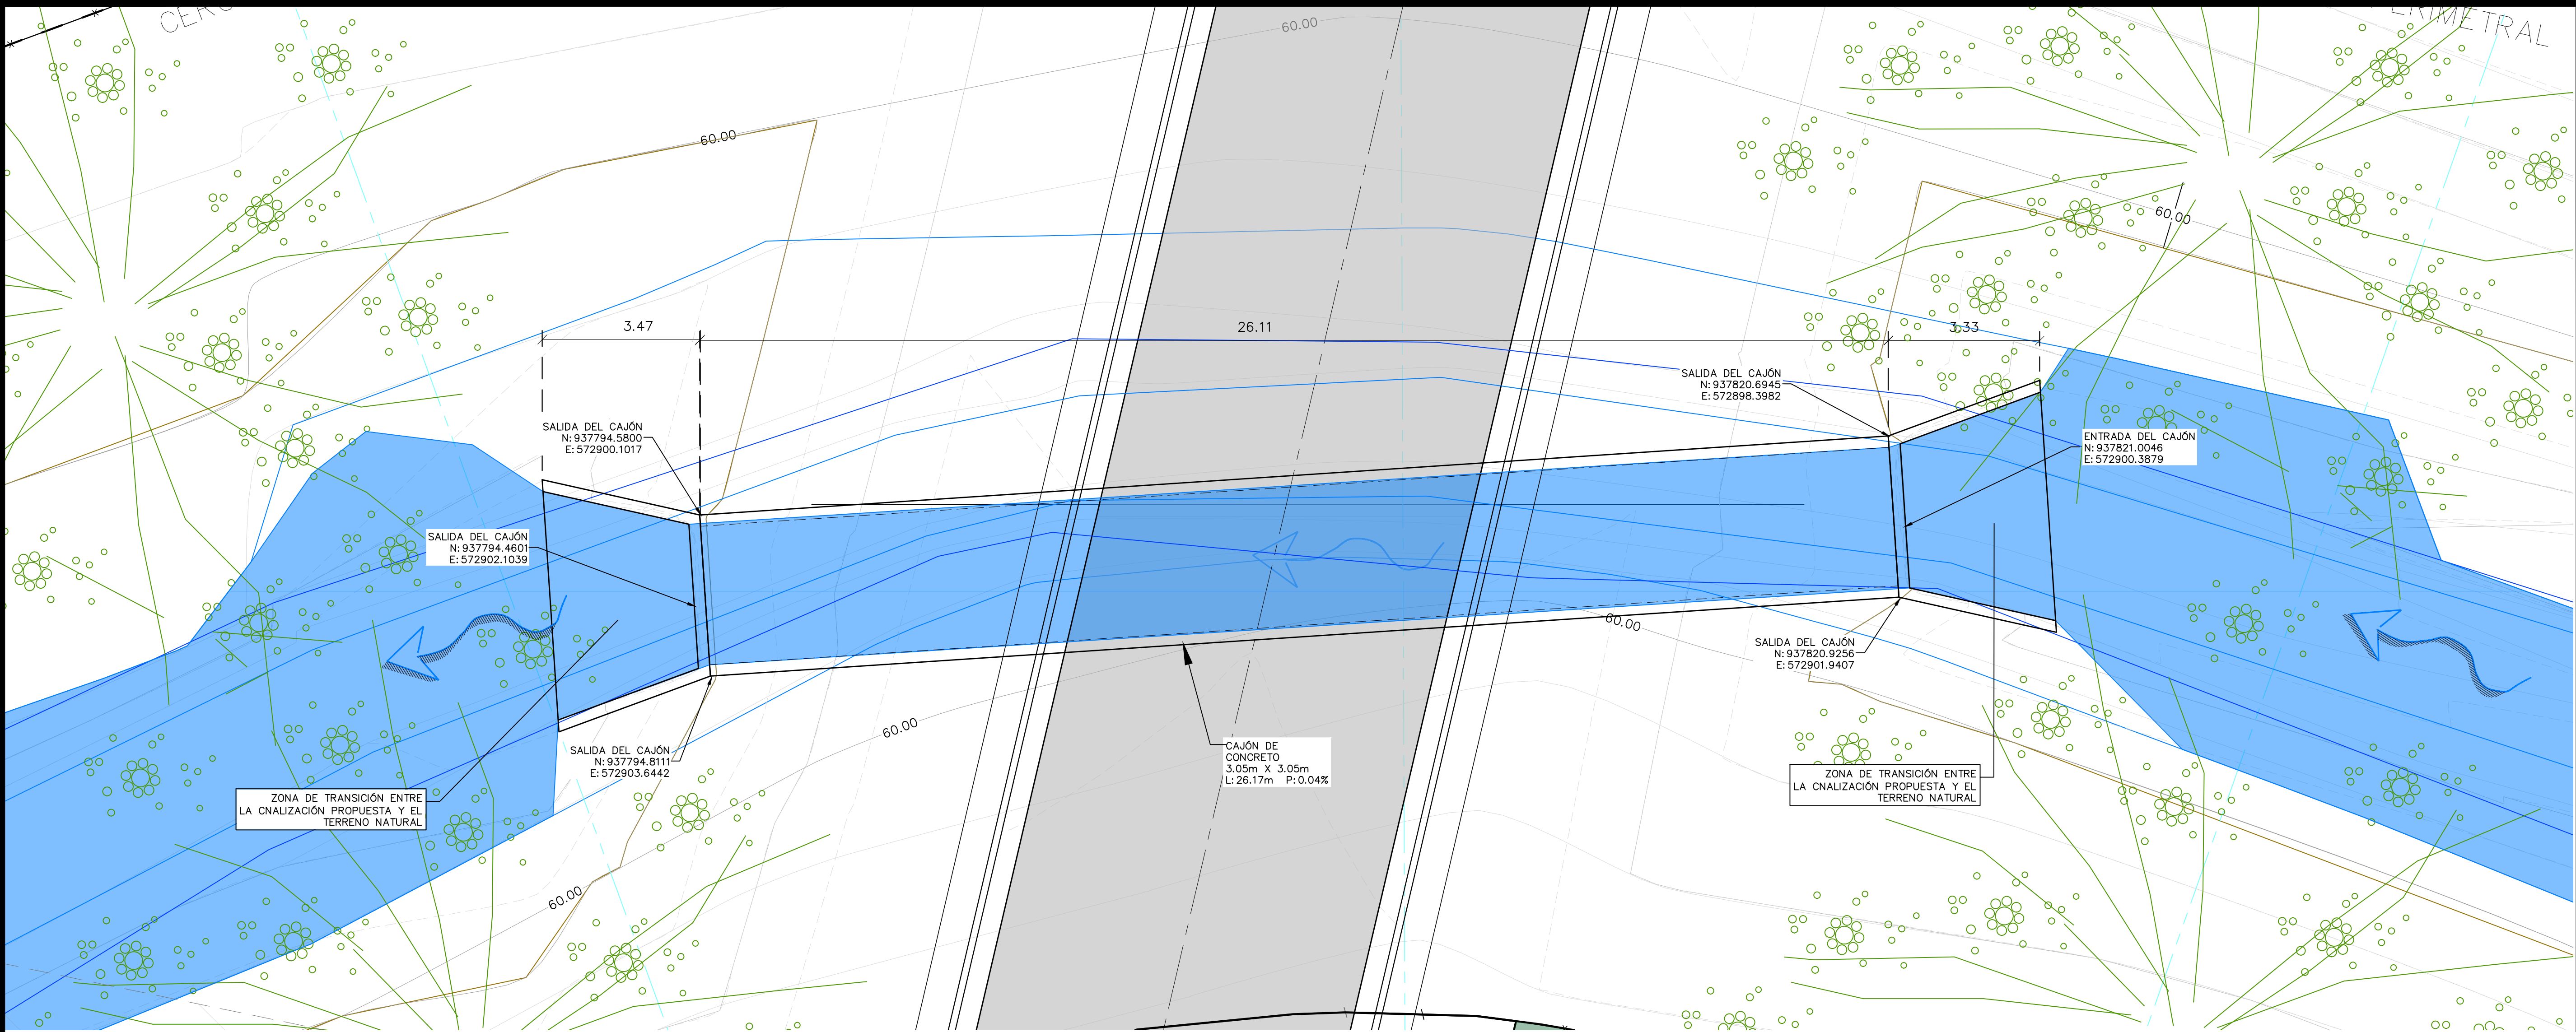 60.00
60.00
60.00
3.47
26.11
3.33
SALIDA DEL CAJÓN
N: 937820.6945
E: 572898.3982
SALIDA DEL CAJÓN
N: 937794.5800
E: 572900.1017
ENTRADA DEL CAJÓN
N: 937821.0046
E: 572900.3879
SALIDA DEL CAJÓN
N: 937794.4601
E: 572902.1039
60.00
SALIDA DEL CAJÓN
N: 937820.9256
E: 572901.9407
60.00
SALIDA DEL CAJÓN
N: 937794.8111
E: 572903.6442
CAJÓN DE
CONCRETO
3.05m X 3.05m
L: 26.17m P: 0.04%
ZONA DE TRANSICIÓN ENTRE
LA CNALIZACIÓN PROPUESTA Y EL
TERRENO NATURAL
ZONA DE TRANSICIÓN ENTRE
LA CNALIZACIÓN PROPUESTA Y EL
TERRENO NATURAL
60.00